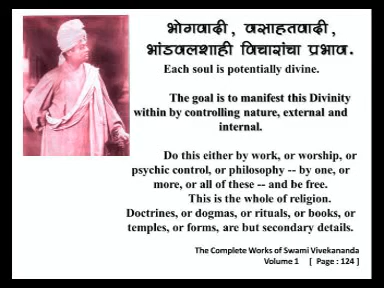 भोगवादी, वसाहतवादी,
भांडवलशाही विचारांचा प्रभाव.
Each soul is potentially divine.
The goal is to manifest this Divinity
within by controlling nature, external and
internal.
Do this either by work, or worship, or
psychic control, or philosophy -- by one, or
more, or all of these -- and be free.
This is the whole of religion.
Doctrines, or dogmas, or rituals, or books, or
temples, or forms, are but secondary details.
The Complete Works of Swami Vivekananda
Volume 1 [ Page : 124 ]